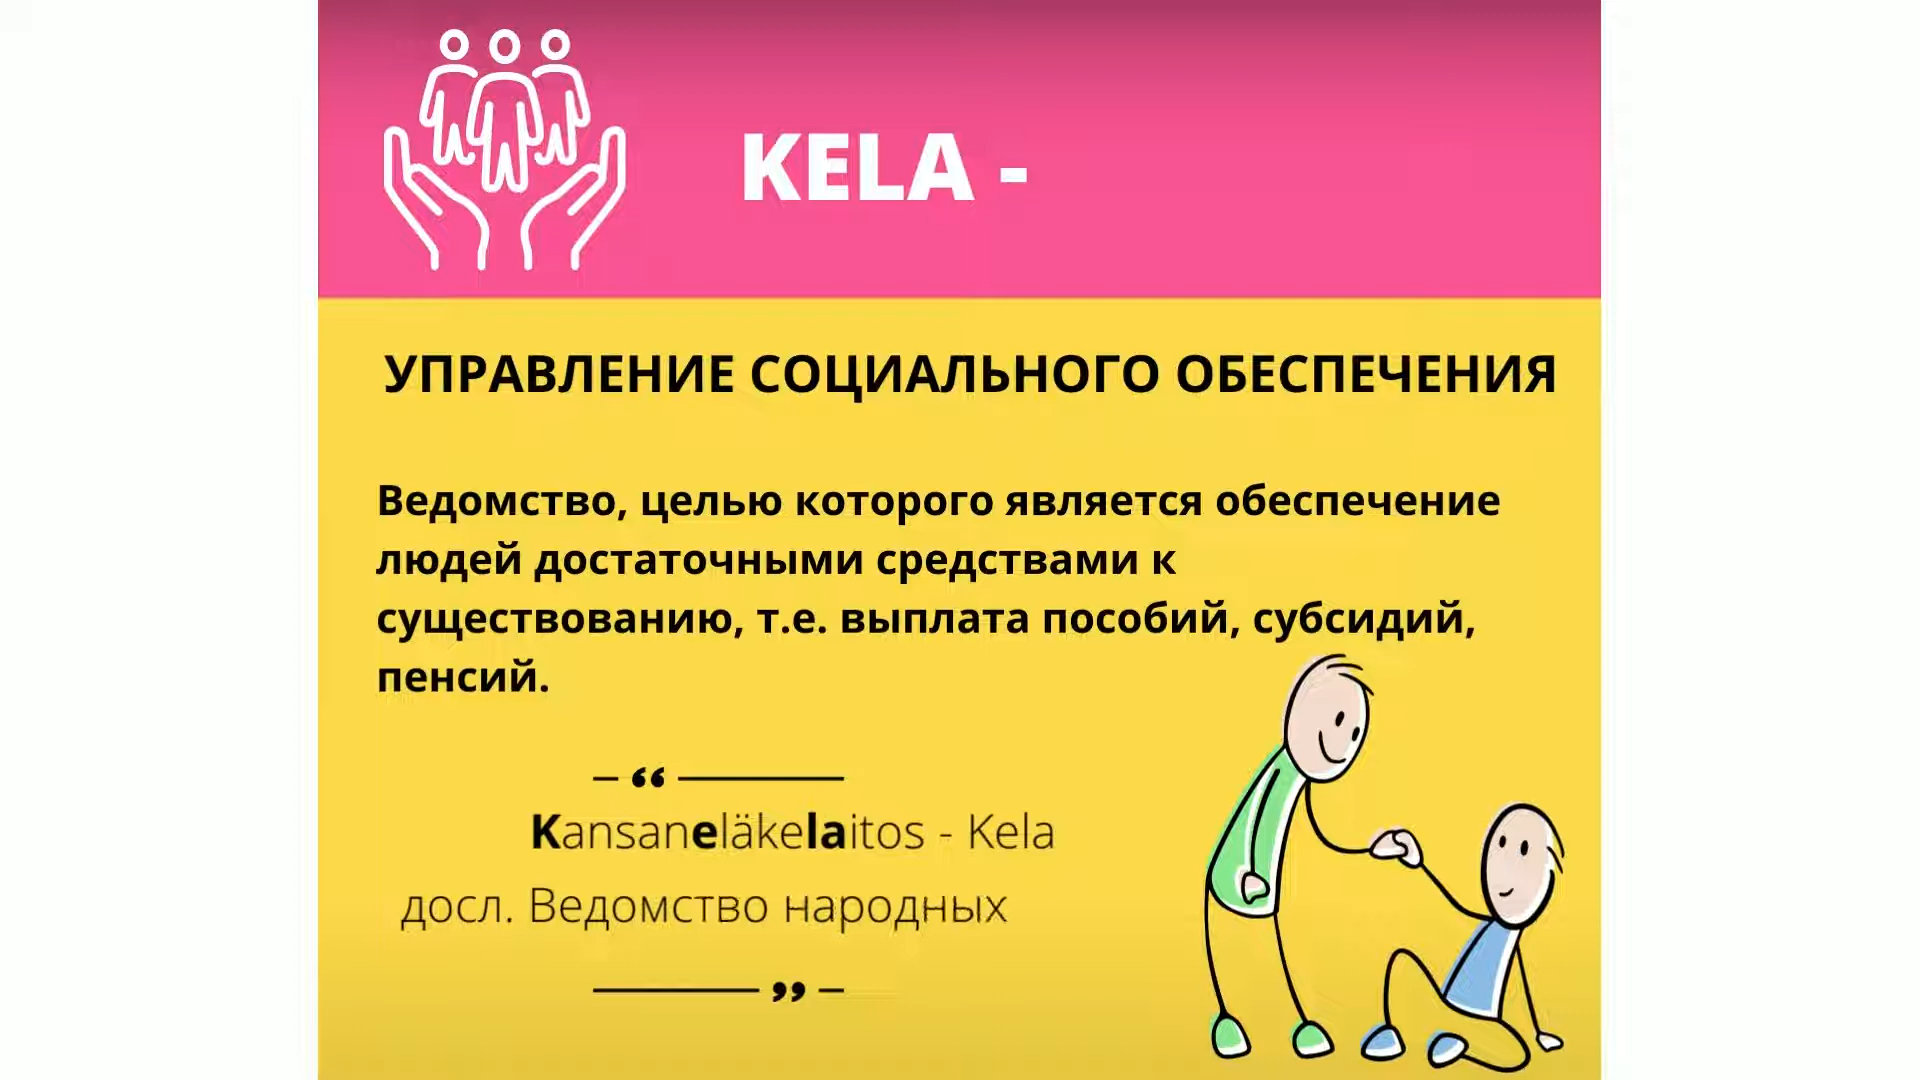 KELA -
УПРАВЛЕНИЕ СОЦИАЛЬНОГО ОБЕСПЕЧЕНИЯ
Ведомство, целью которого является обеспечение
людей достаточными средствами к
существованию, т.е. выплата пособий, субсидий,
пенсий.
“
Kansaneläkelaitos - Kela
досл. Ведомство народных
”